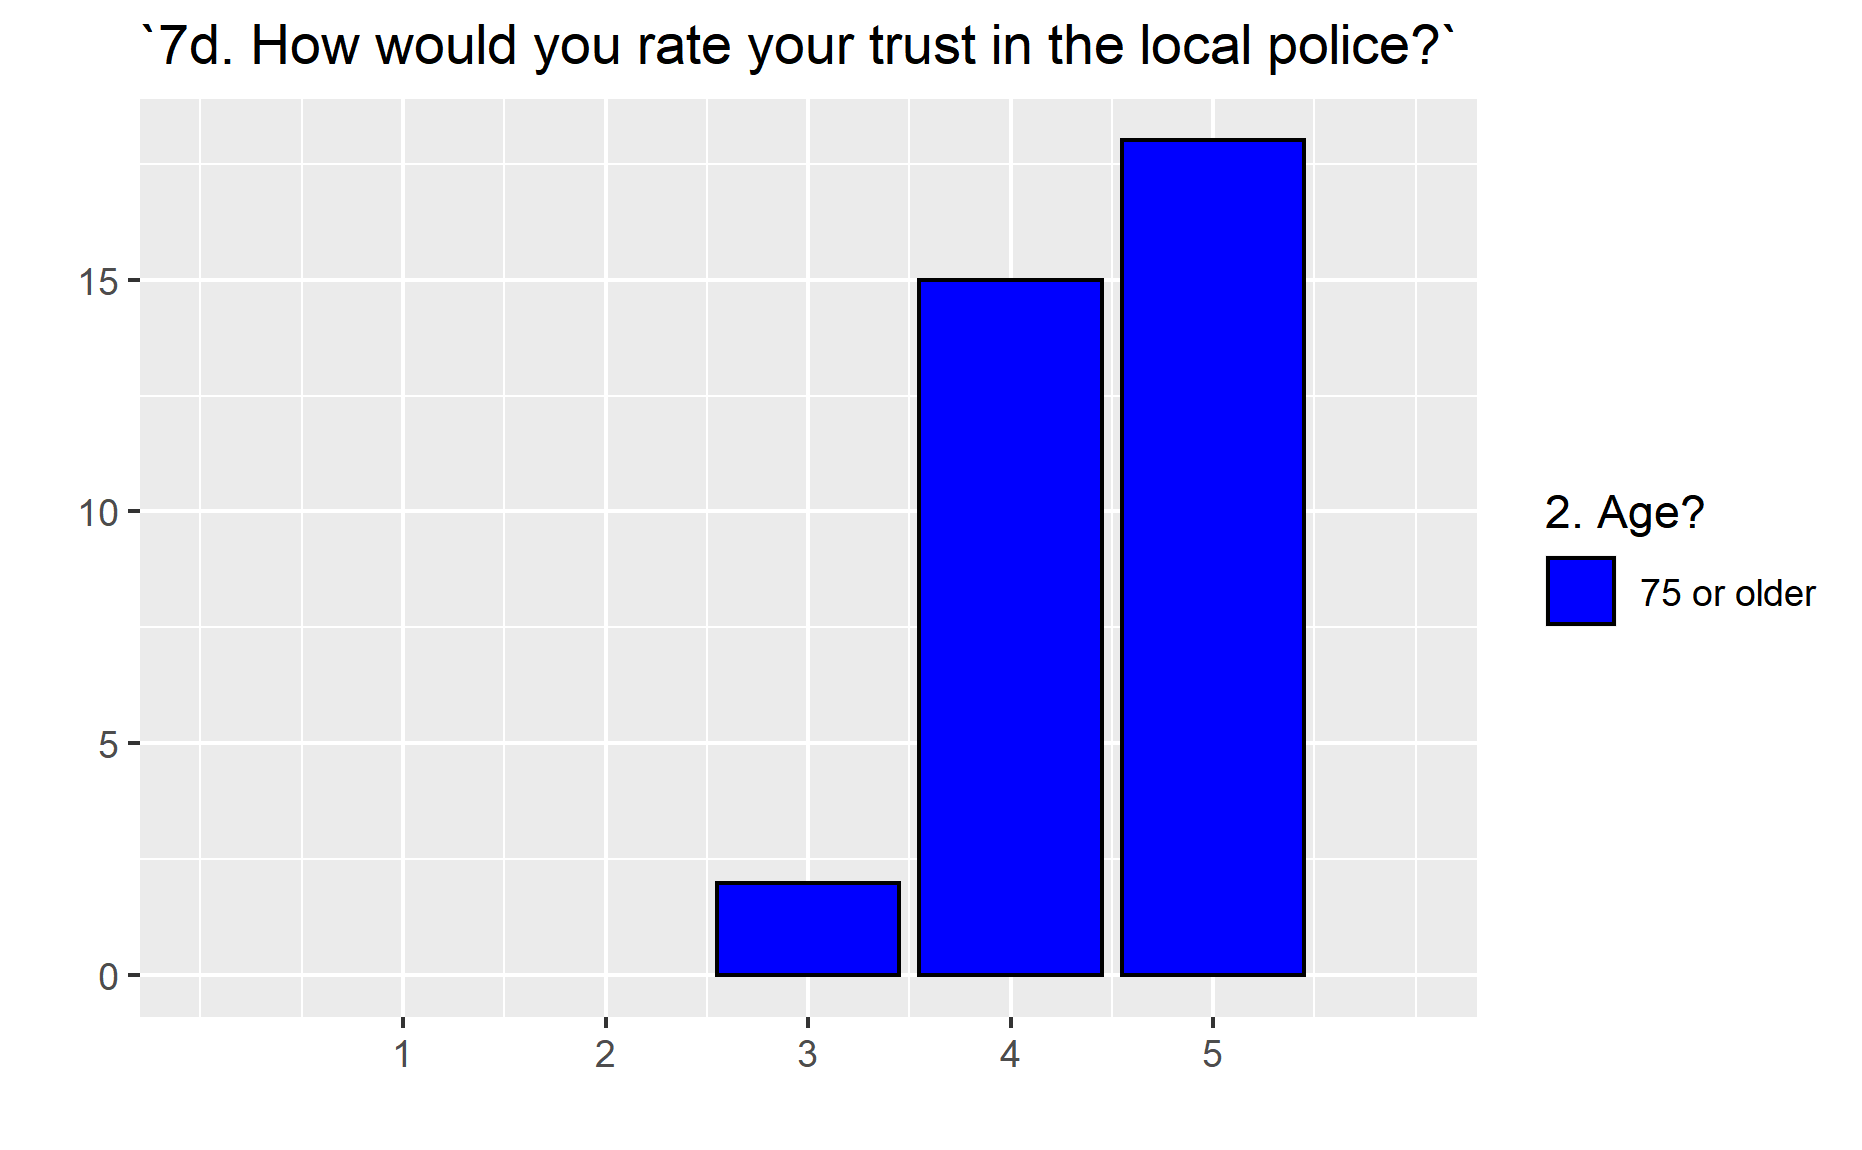 `7d. How would you rate your trust in the local police?`
15
10
5
0
1 2 3 4 5
2. Age?
75 or older